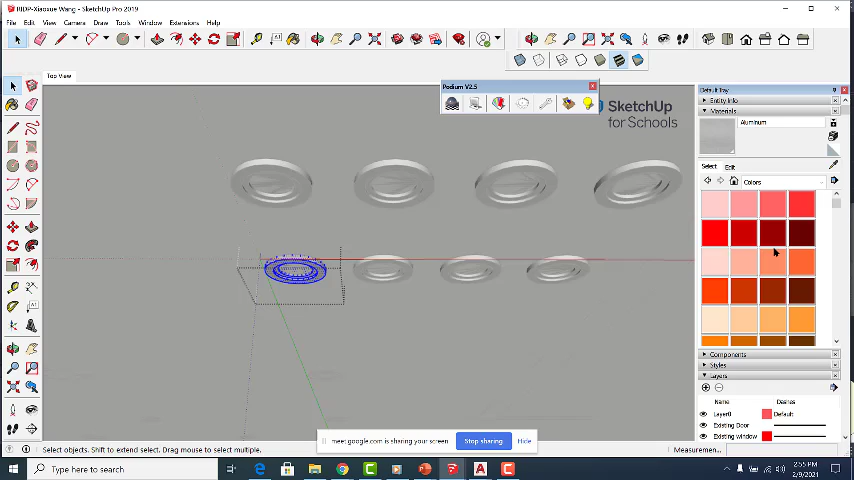 RIDP-Xiaoxue Wang* - SketchUp Pro 2019
File Edit View Camera Draw Tools Window Extensions Help
Top View
Podium V2.5
SketchUp
for Schools
Default Tray
Entity Info
Materials
Aluminum
Select Edit
Colors
Components
Styles
Layers
Name Dashes
Layer0 Default
Existing Door
Existing window
meet.google.com is sharing your screen Stop sharing Hide
Select objects. Shift to extend select. Drag mouse to select multiple. Measuremen...
Type here to search
2:55 PM
2/9/2021